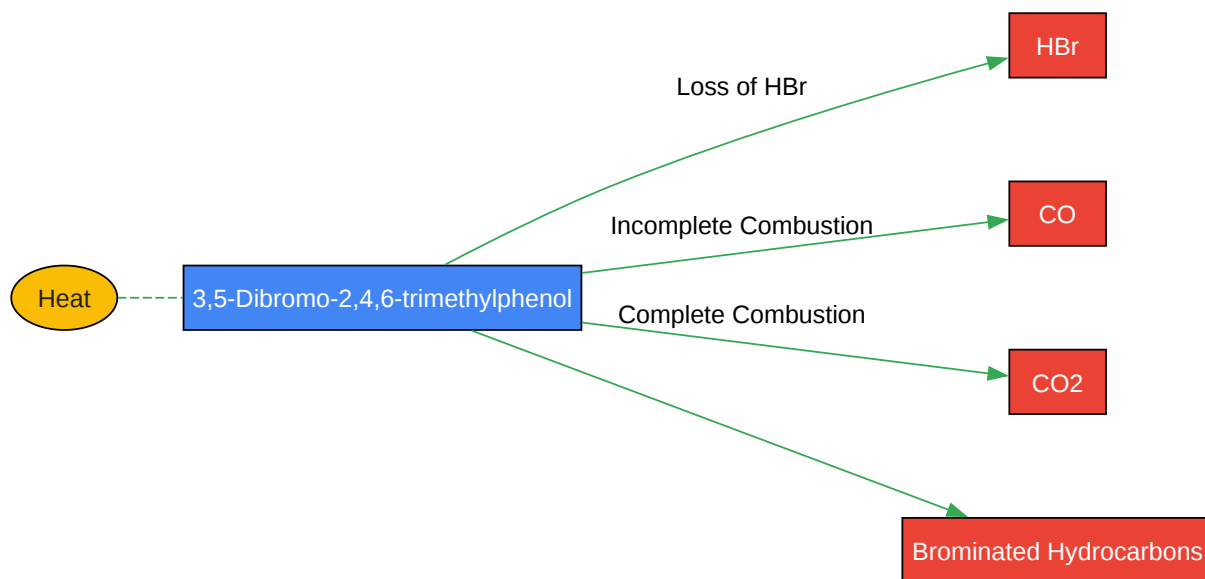 HBr
Loss of HBr
CO
Incomplete Combustion
Heat
3,5-Dibromo-2,4,6-trimethylphenol
Complete Combustion
CO2
Brominated Hydrocarbons